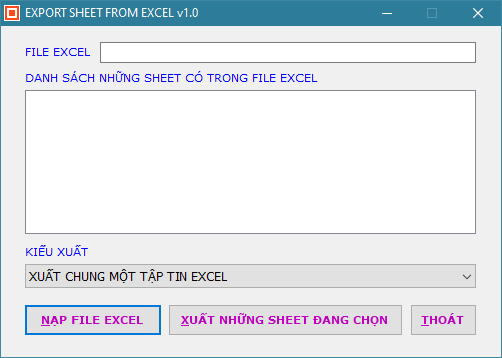 EXPORT SHEET FROM EXCEL v1.0
FILE EXCEL
DANH SÁCH NHỮNG SHEET CÓ TRONG FILE EXCEL
KIỂU XUẤT
XUẤT CHUNG MỘT TẬP TIN EXCEL
NẠP FILE EXCEL XUẤT NHỮNG SHEET ĐANG CHỌN THOÁT